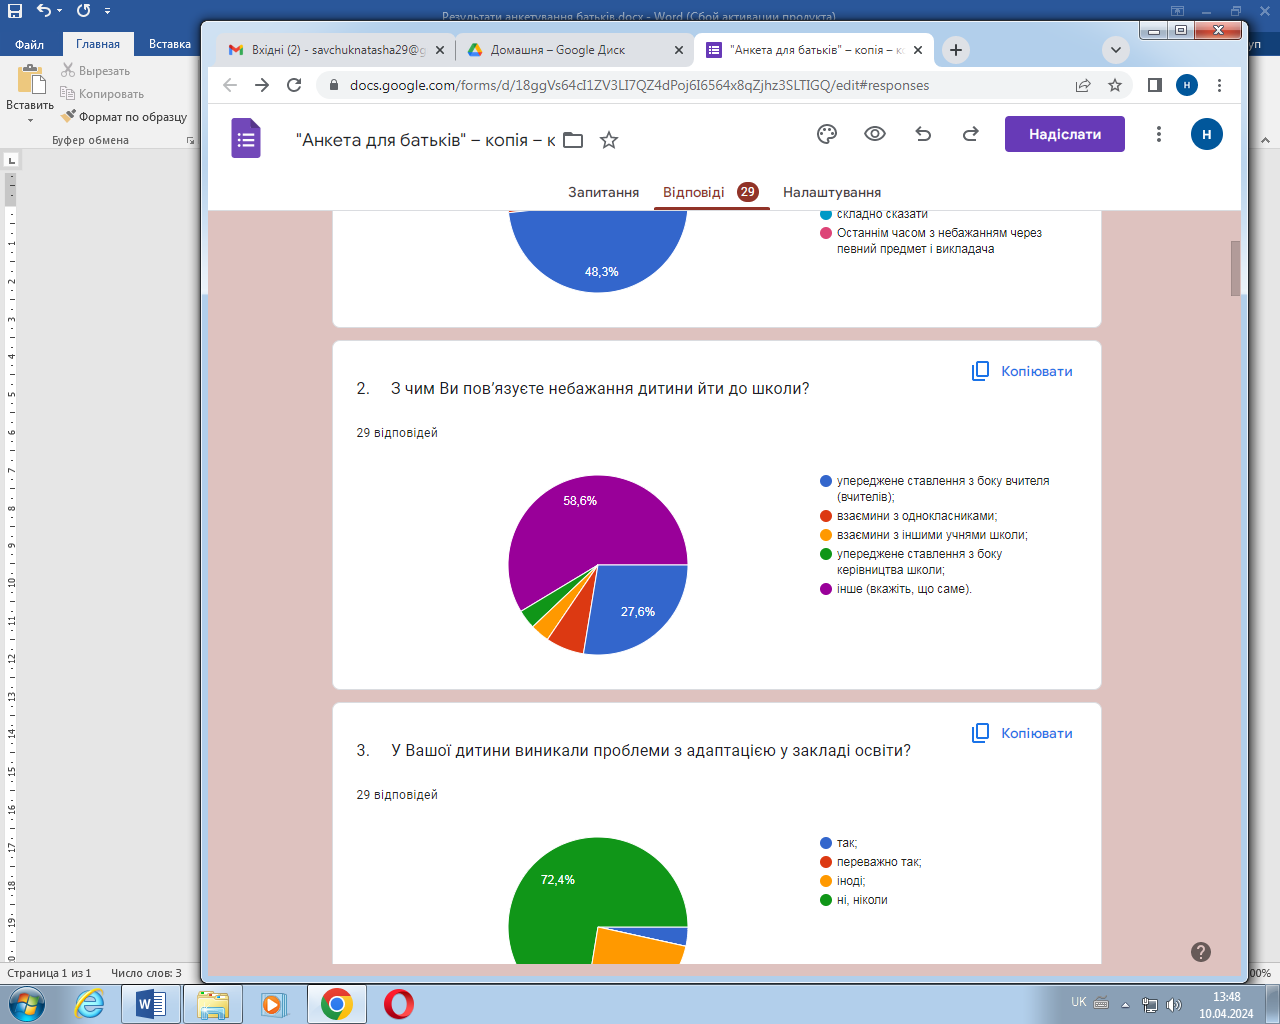 Результати анкетування батьків.docx - Word (Сбой активации продукта)
Файл
Главная
Вставка
Вырезать
Копировать
Формат по образцу
Вставить
Буфер обмена
Вхідні (2) - savchuknatasha29@g
Домашня – Google Диск
"Анкета для батьків" – копія – к
docs.google.com/forms/d/18ggVs64cI1ZV3LI7QZ4dPoj6I6564x8qZjhz3SLTIGQ/edit#responses
Н
"Анкета для батьків" – копія – к
Надіслати
Н
Запитання
Відповіді 29
Налаштування
48,3%
складно сказати
Останнім часом з небажанням через
певний предмет і викладача
Копіювати
2. З чим Ви пов’язуєте небажання дитини йти до школи?
29 відповідей
58,6%
27,6%
упереджене ставлення з боку вчителя
(вчителів);
взаємини з однокласниками;
взаємини з іншими учнями школи;
упереджене ставлення з боку
керівництва школи;
інше (вкажіть, що саме).
Копіювати
3. У Вашої дитини виникали проблеми з адаптацією у закладі освіти?
29 відповідей
72,4%
так;
переважно так;
іноді;
ні, ніколи
Страница 1 из 1
Число слов: 3
00%
UK
13:48
10.04.2024